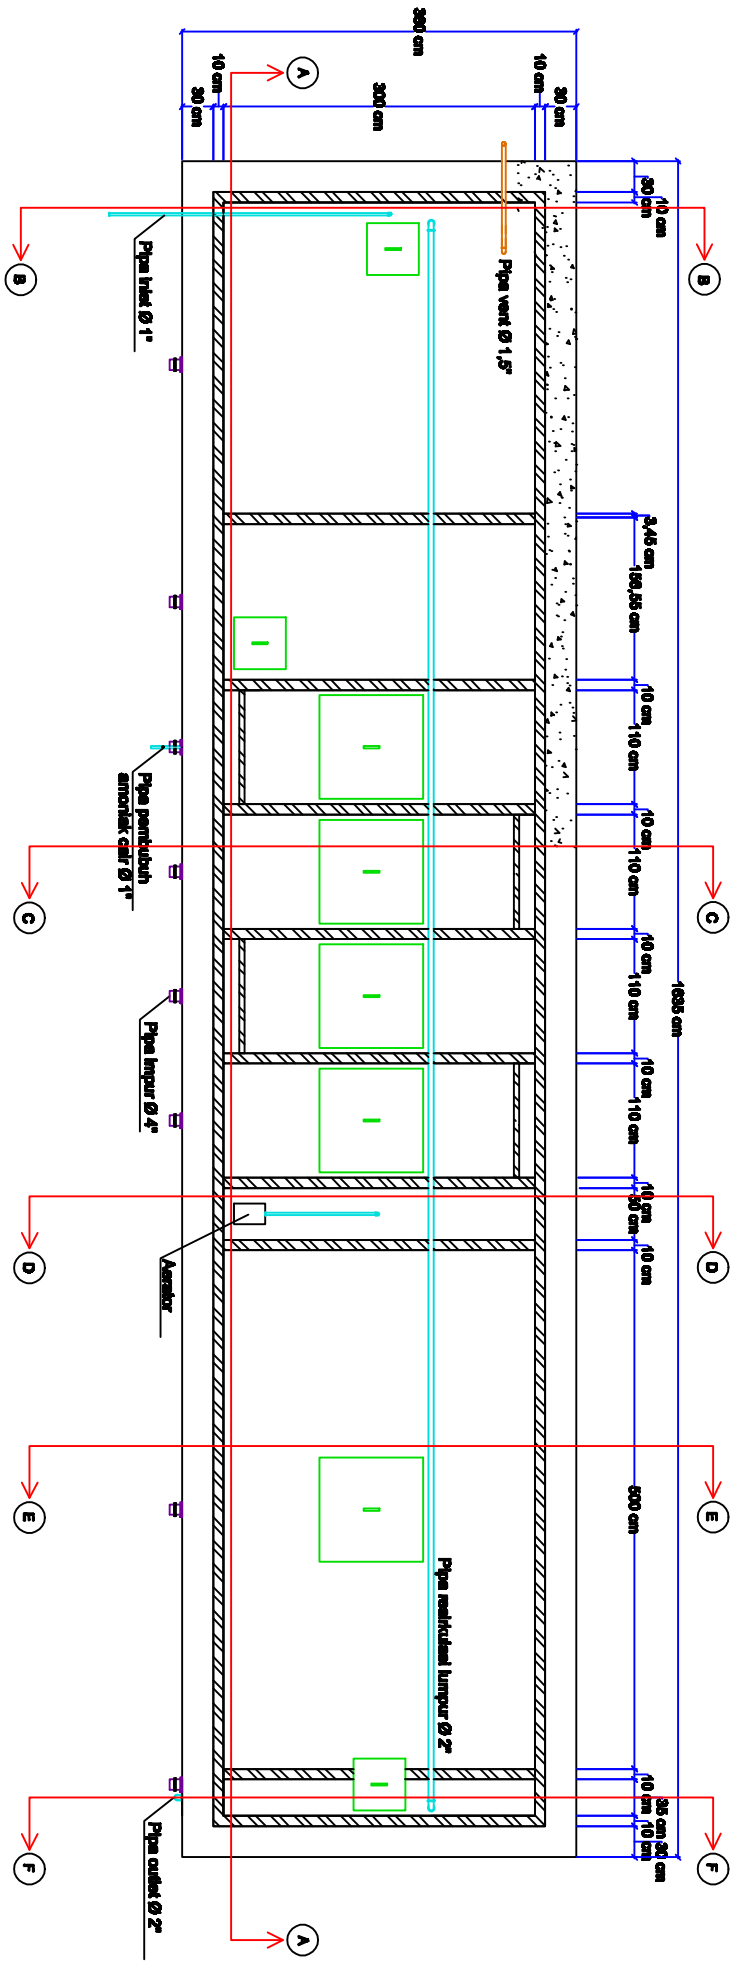 380 cm
30 cm
10 cm
300 cm
10 cm
30 cm
A
A
B
B
C
C
D
D
E
E
F
F
1635 cm
30 cm
10 cm
3,45 cm
156,55 cm
10 cm
110 cm
10 cm
110 cm
10 cm
110 cm
10 cm
110 cm
10 cm
50 cm
10 cm
500 cm
10 cm
35 cm
10 cm
30 cm
Pipa vent Ø 1,5"
Pipa inlet Ø 1"
Pipa pembubuh
amoniak cair Ø 1"
Pipa lmpur Ø 4"
Aerator
Pipa resirkulasi lumpur Ø 2"
Pipa outlet Ø 2"